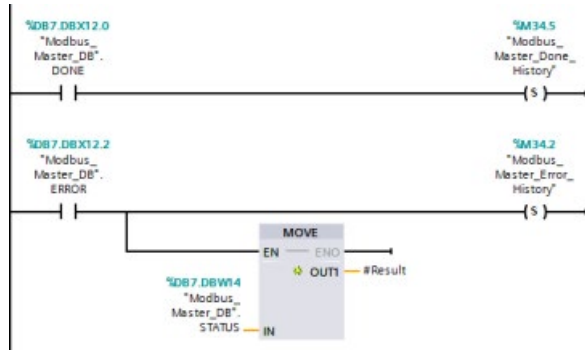 %DB7.DBX12.0
"Modbus_
Master_DB".
DONE
%M34.5
"Modbus_
Master_Done_
History"
S
%DB7.DBX12.2
"Modbus_
Master_DB".
ERROR
%M34.2
"Modbus_
Master_Error_
History"
S
MOVE
EN
ENO
OUT1
#Result
%DB7.DBW14
"Modbus_
Master_DB".
STATUS
IN